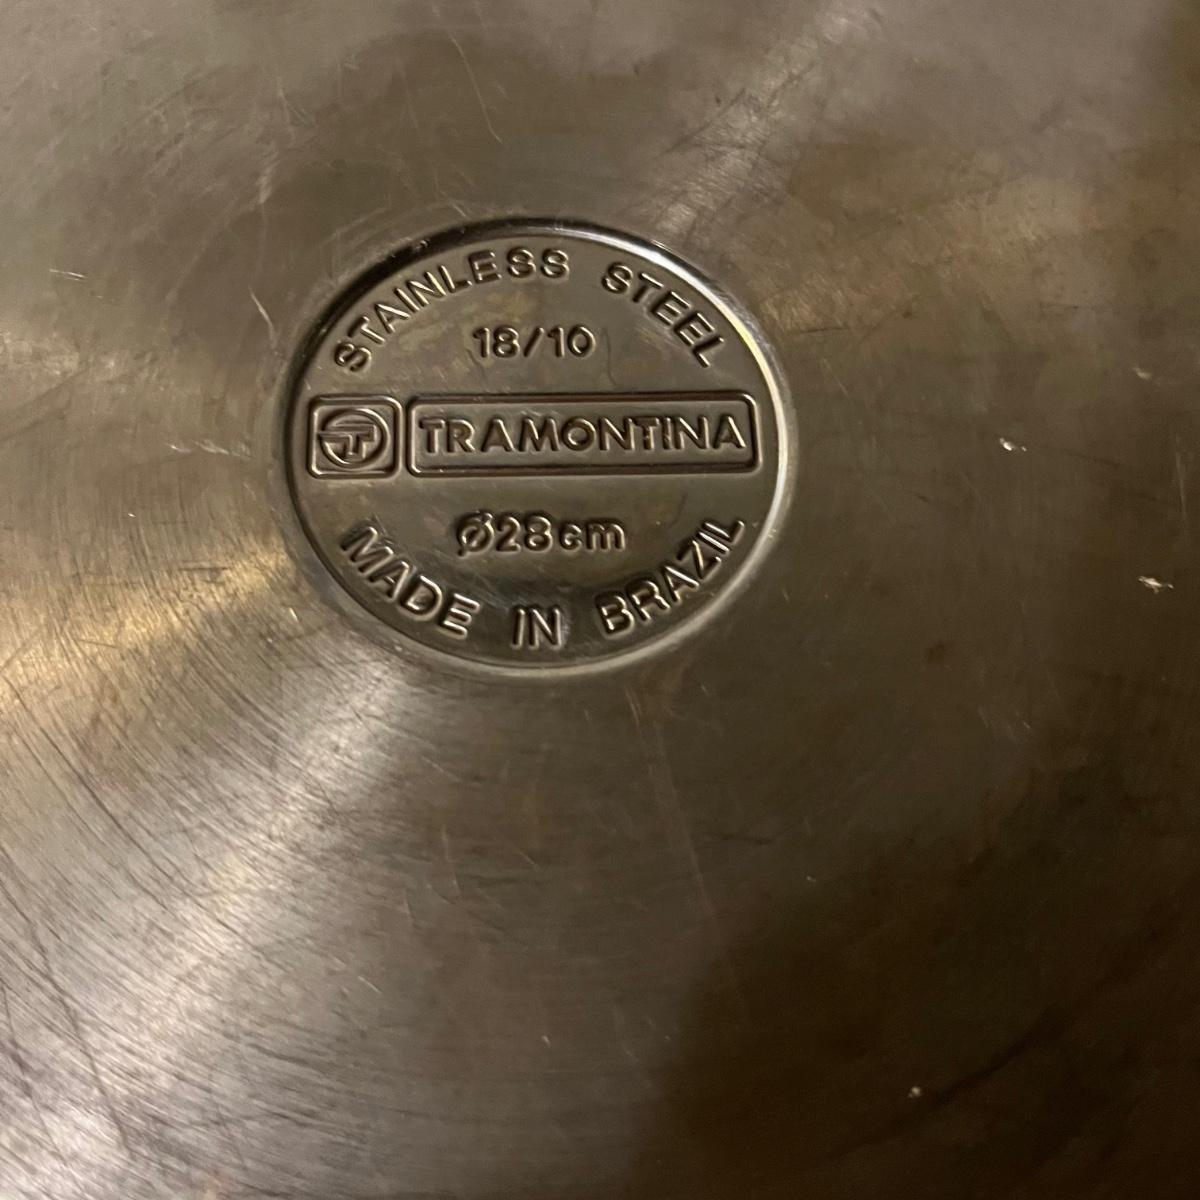 STAINLESS STEEL
18/10
TRAMONTINA
Ø28cm
MADE IN BRAZIL